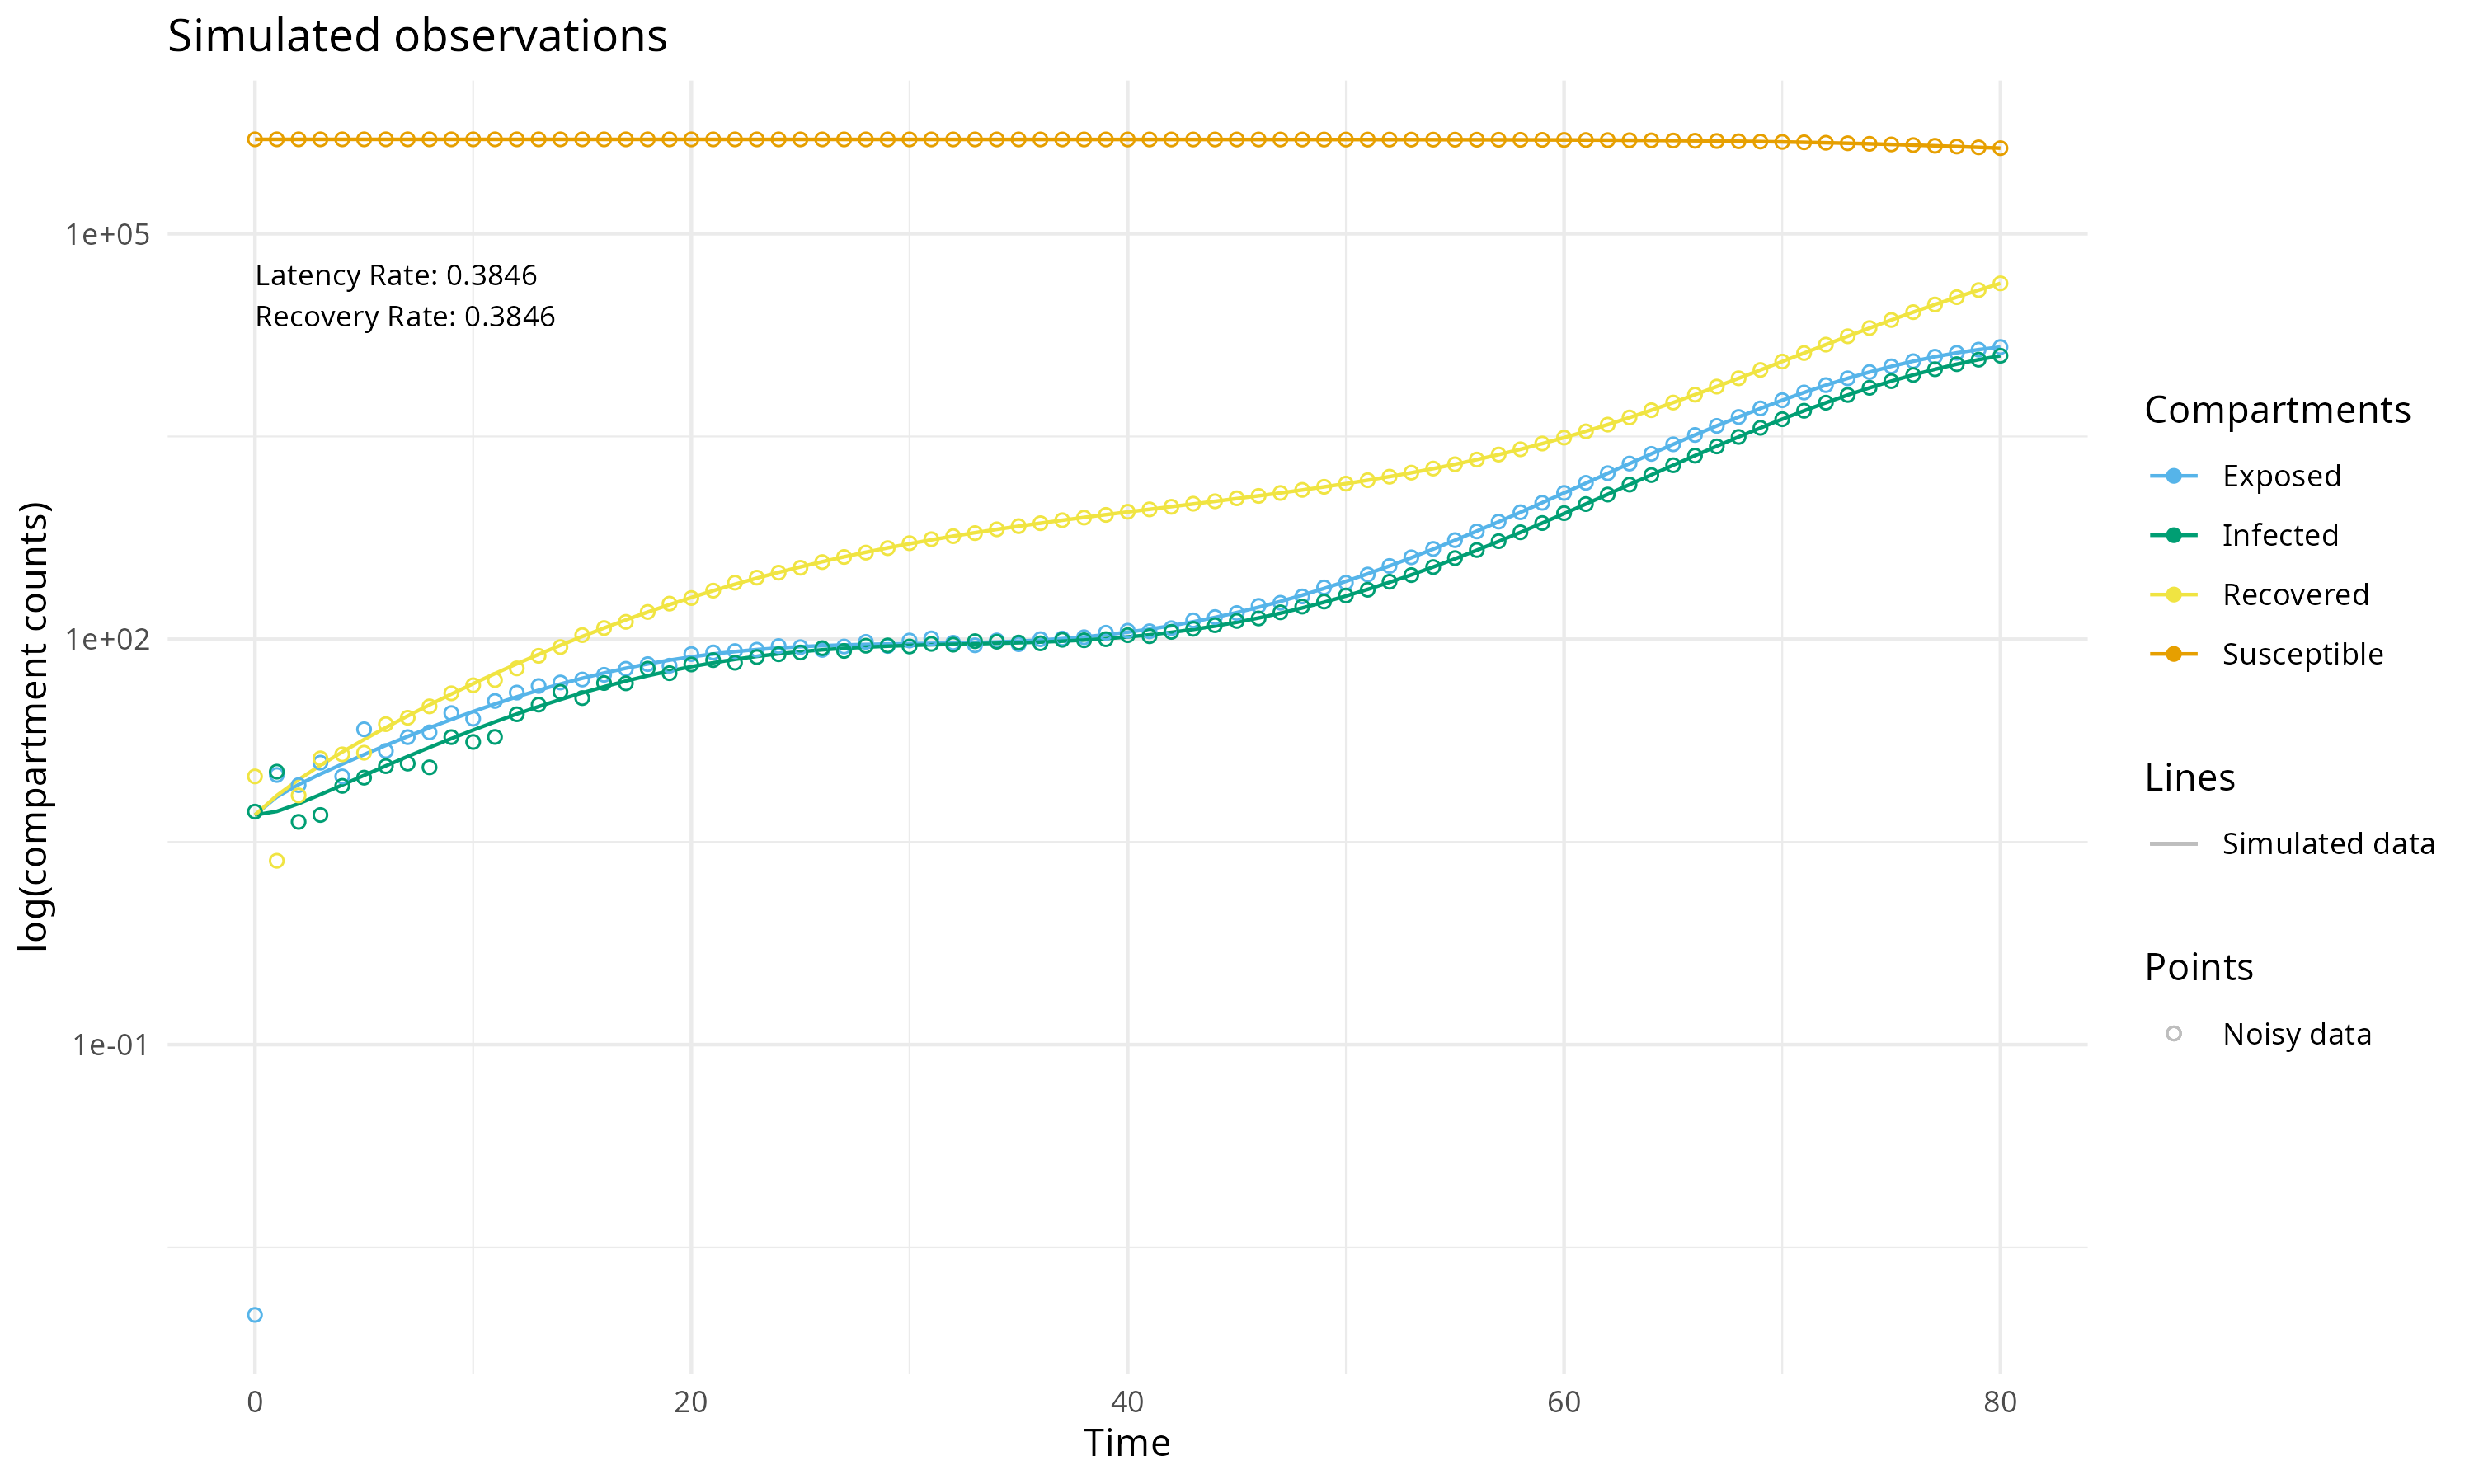 Simulated observations
log(compartment counts)
1e+05
1e+02
1e-01
Latency Rate: 0.3846
Recovery Rate: 0.3846
0
20
40
60
80
Time
Compartments
Exposed
Infected
Recovered
Susceptible
Lines
Simulated data
Points
Noisy data